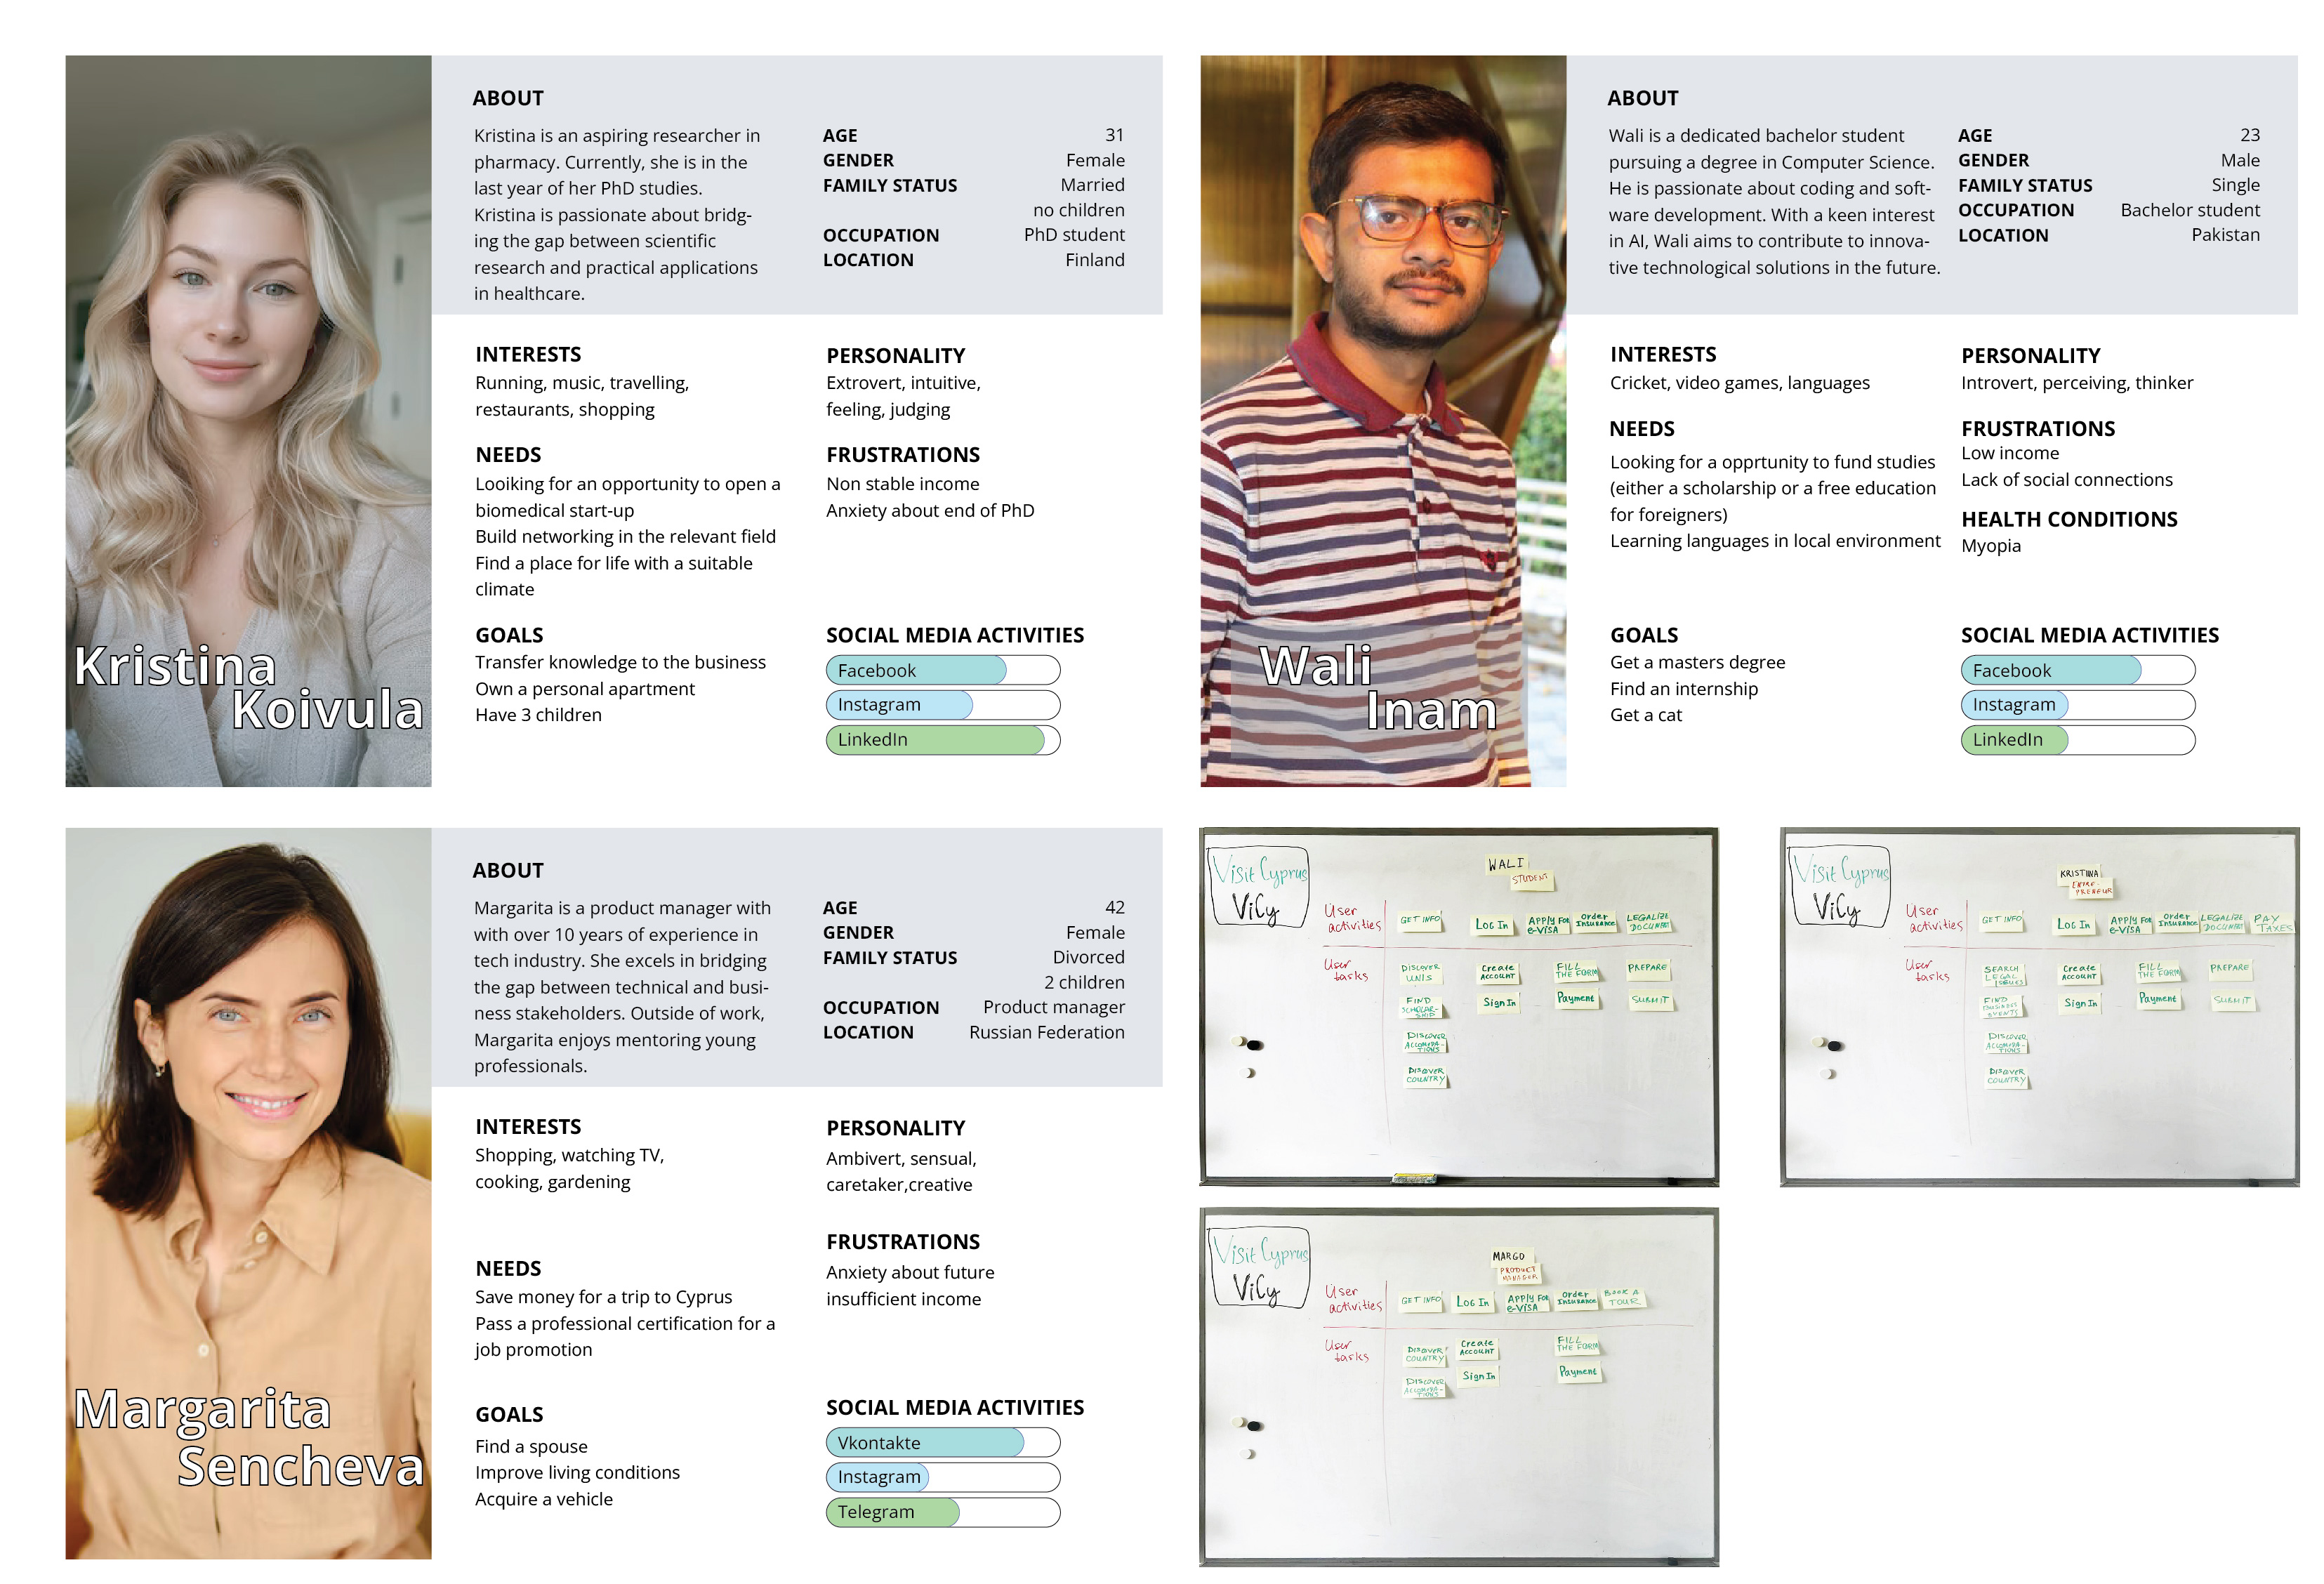 Kristina
Koivula
ABOUT
Kristina is an aspiring researcher in
pharmacy. Currently, she is in the
last year of her PhD studies.
Kristina is passionate about bridg-
ing the gap between scientific
research and practical applications
in healthcare.
AGE 31
GENDER Female
FAMILY STATUS Married
no children
OCCUPATION PhD student
LOCATION Finland
INTERESTS
Running, music, travelling,
restaurants, shopping
NEEDS
Looiking for an opportunity to open a
biomedical start-up
Build networking in the relevant field
Find a place for life with a suitable
climate
GOALS
Transfer knowledge to the business
Own a personal apartment
Have 3 children
PERSONALITY
Extrovert, intuitive,
feeling, judging
FRUSTRATIONS
Non stable income
Anxiety about end of PhD
SOCIAL MEDIA ACTIVITIES
Facebook
Instagram
LinkedIn
Wali
Inam
ABOUT
Wali is a dedicated bachelor student
pursuing a degree in Computer Science.
He is passionate about coding and soft-
ware development. With a keen interest
in AI, Wali aims to contribute to innova-
tive technological solutions in the future.
AGE 23
GENDER Male
FAMILY STATUS Single
OCCUPATION Bachelor student
LOCATION Pakistan
INTERESTS
Cricket, video games, languages
NEEDS
Looking for a opprtunity to fund studies
(either a scholarship or a free education
for foreigners)
Learning languages in local environment
GOALS
Get a masters degree
Find an internship
Get a cat
PERSONALITY
Introvert, perceiving, thinker
FRUSTRATIONS
Low income
Lack of social connections
HEALTH CONDITIONS
Myopia
SOCIAL MEDIA ACTIVITIES
Facebook
Instagram
LinkedIn
Margarita
Sencheva
ABOUT
Margarita is a product manager with
with over 10 years of experience in
tech industry. She excels in bridging
the gap between technical and busi-
ness stakeholders. Outside of work,
Margarita enjoys mentoring young
professionals.
AGE 42
GENDER Female
FAMILY STATUS Divorced
2 children
OCCUPATION Product manager
LOCATION Russian Federation
INTERESTS
Shopping, watching TV,
cooking, gardening
NEEDS
Save money for a trip to Cyprus
Pass a professional certification for a
job promotion
GOALS
Find a spouse
Improve living conditions
Acquire a vehicle
PERSONALITY
Ambivert, sensual,
caretaker,creative
FRUSTRATIONS
Anxiety about future
insufficient income
SOCIAL MEDIA ACTIVITIES
Vkontakte
Instagram
Telegram
Visit Cyprus
ViCy
WALI
STUDENT
User
activities
GET INFO
Log In
APPly FOR
e-ViSA
Order
Insurance
LEGALIZE
DOCUMENT
User
tasks
DISCOVER
UNIS
FIND
SCHOLAR-
SHIP
DISCOVER
ACCOMODA-
TIONS
DISOVER
COUNTRY
Create
Account
Sign In
FILL
THE FORM
Payment
PREPARE
SUBMIT
Visit Cyprus
ViCy
KRISTINA
ENTRE-
PRENEUR
User
activities
GET INFO
Log In
APPly FOR
e-ViSA
Order
Insurance
LEGALIZE
DOCUMENT
PAY
TAXES
User
tasks
SEARCH
LEGAL
ISSUES
FIND
BUSINESS
EVENTS
DISCOVER
ACCOMODA-
TIONS
DISOVER
COUNTRY
Create
Account
Sign In
FILL
THE FORM
Payment
PREPARE
SUBMIT
Visit Cyprus
ViCy
MARGO
PRODUCT
MANAGER
User
activities
GET INFO
Log In
APPly FOR
e-ViSA
Order
Insurance
BOOK A
TOUR
User
tasks
DISOVER
COUNTRY
DISCOVER
ACCOMODA-
TIONS
Create
Account
Sign In
FILL
THE FORM
Payment